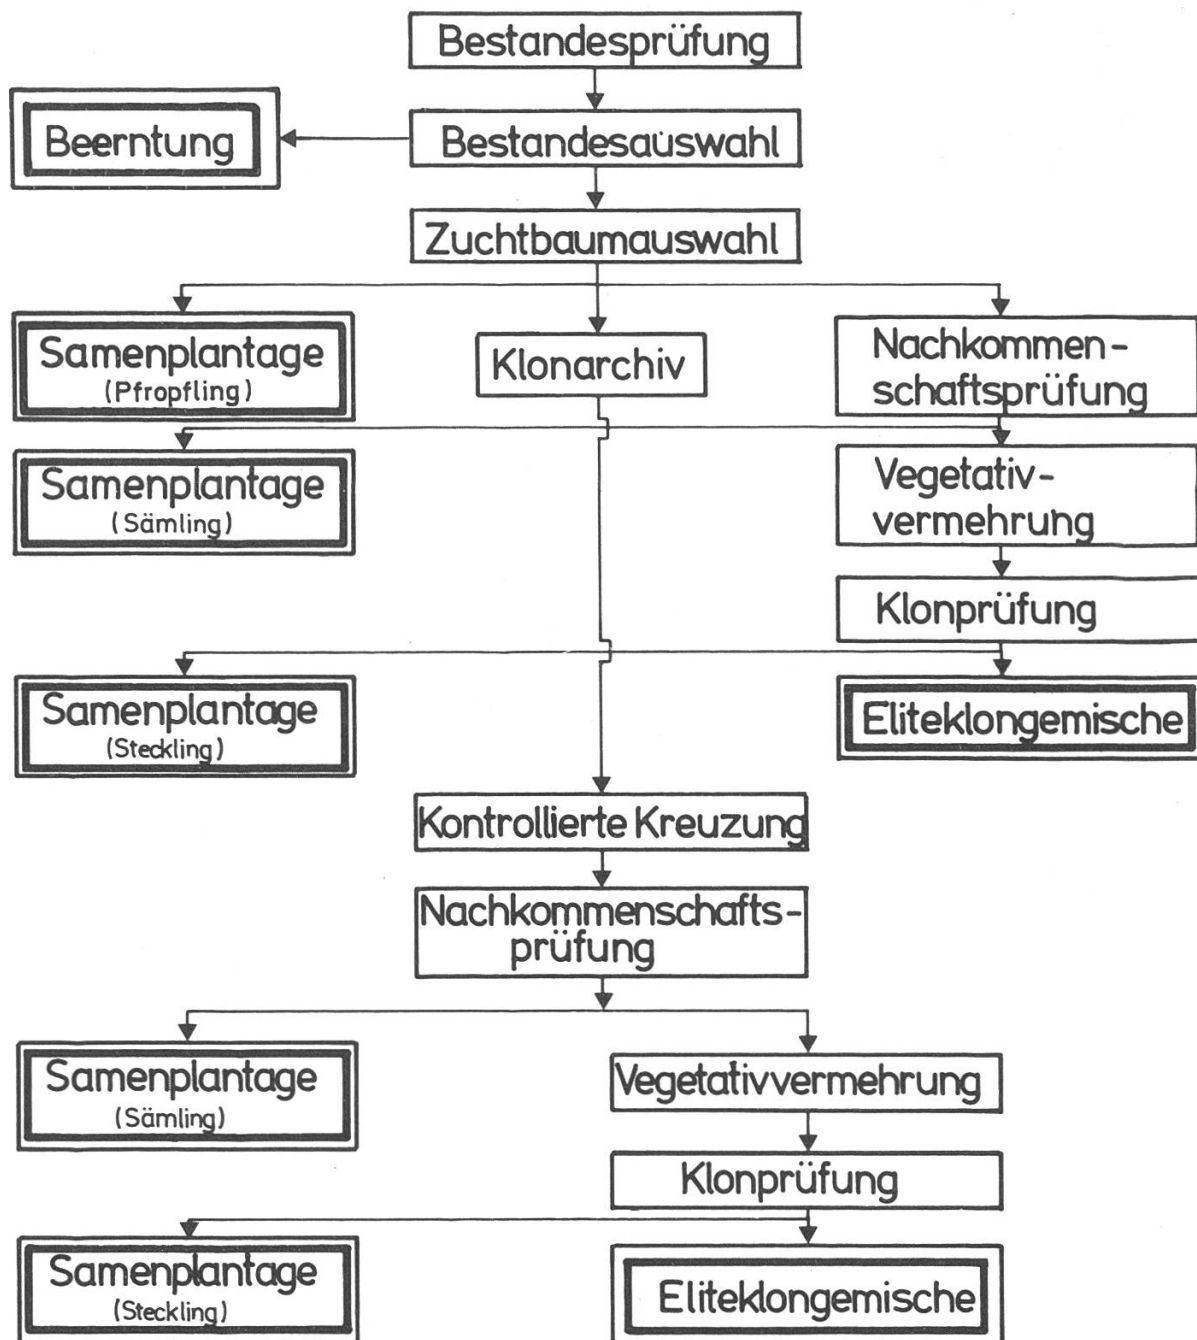 Bestandesprüfung
Beerntung
Bestandesauswahl
Zuchtbaumauswahl
Samenplantage
(Pfropfling)
Klonarchiv
Nachkommen-
schaftsprüfung
Samenplantage
(Sämling)
Vegetativ-
vermehrung
Klonprüfung
Samenplantage
(Steckling)
Eliteklongemische
Kontrollierte Kreuzung
Nachkommenschafts-
prüfung
Samenplantage
(Sämling)
Vegetativvermehrung
Klonprüfung
Samenplantage
(Steckling)
Eliteklongemische